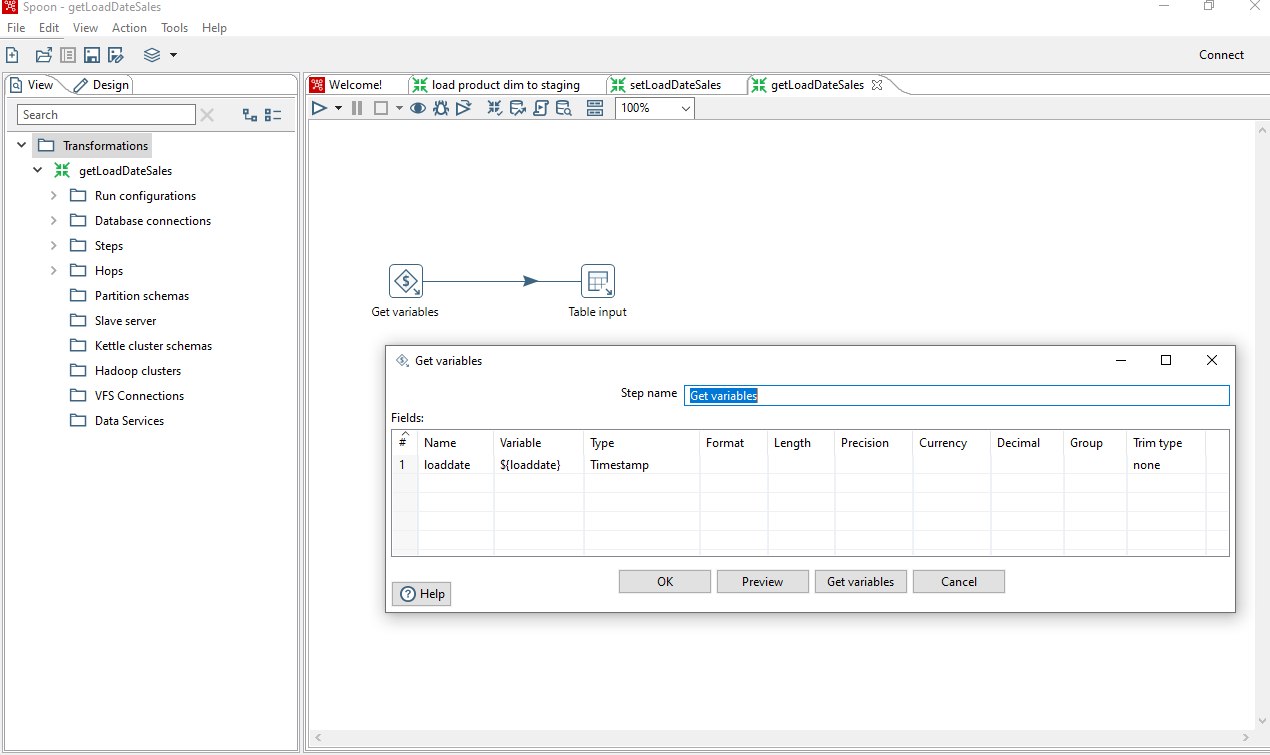 Spoon - getLoadDateSales
File Edit View Action Tools Help
Connect
View Design
Welcome! load product dim to staging setLoadDateSales getLoadDateSales
Search
100%
Transformations
getLoadDateSales
Run configurations
Database connections
Steps
Hops
Partition schemas
Slave server
Kettle cluster schemas
Hadoop clusters
VFS Connections
Data Services
$
Get variables Table input
Get variables
Step name Get variables
Fields:
# Name Variable Type Format Length Precision Currency Decimal Group Trim type
1 loaddate ${loaddate} Timestamp none
OK Preview Get variables Cancel
? Help